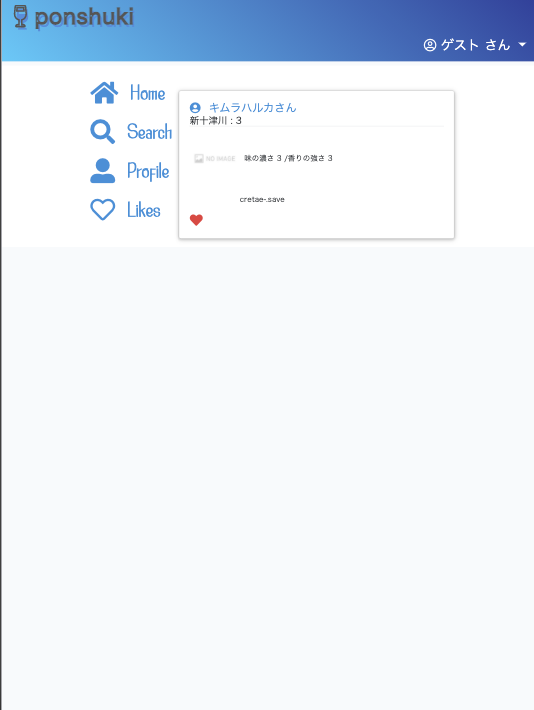 ponshuki
ゲスト さん
Home
Search
Profile
Likes
キムラハルカさん
新十津川 : 3
NO IMAGE
味の濃さ 3 /香りの強さ 3
cretae-.save